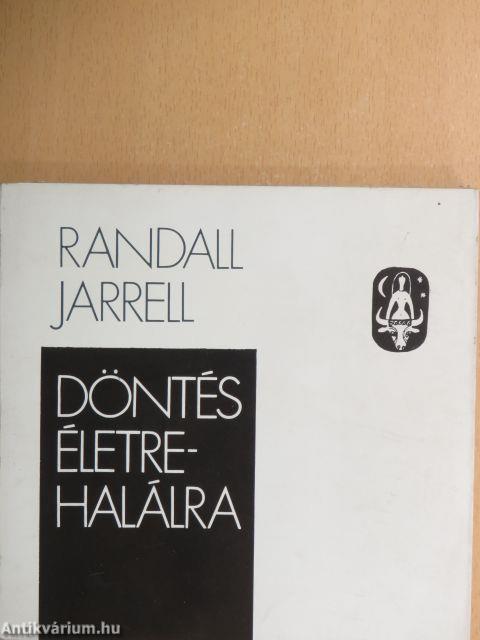 RANDALL
JARRELL
DÖNTÉS
ÉLETRE-
HALÁLRA
Antikvárium.hu